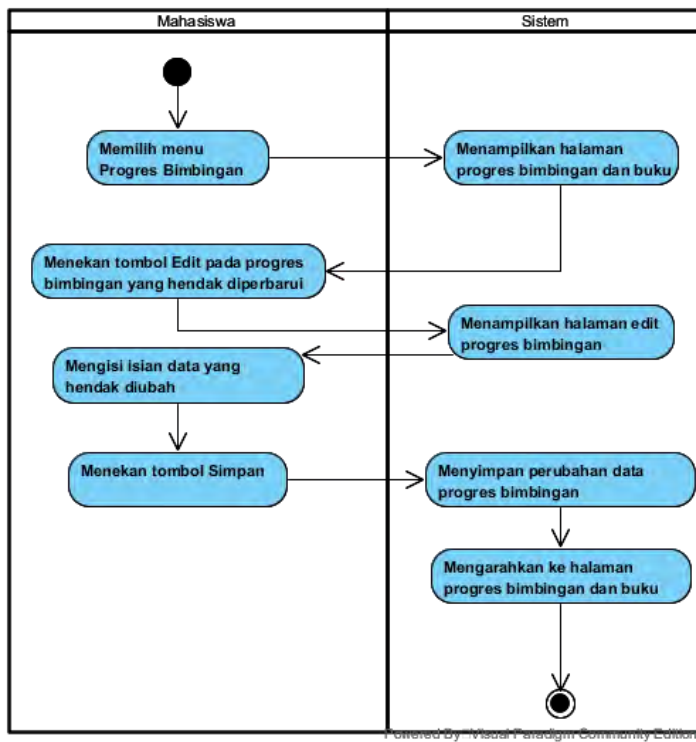 Mahasiswa
Sistem
Memilih menu
Progres Bimbingan
Menampilkan halaman
progres bimbingan dan buku
Menekan tombol Edit pada progres
bimbingan yang hendak diperbarui
Menampilkan halaman edit
progres bimbingan
Mengisi isian data yang
hendak diubah
Menekan tombol Simpan
Menyimpan perubahan data
progres bimbingan
Mengarahkan ke halaman
progres bimbingan dan buku
Powered By Visual Paradigm Community Edition